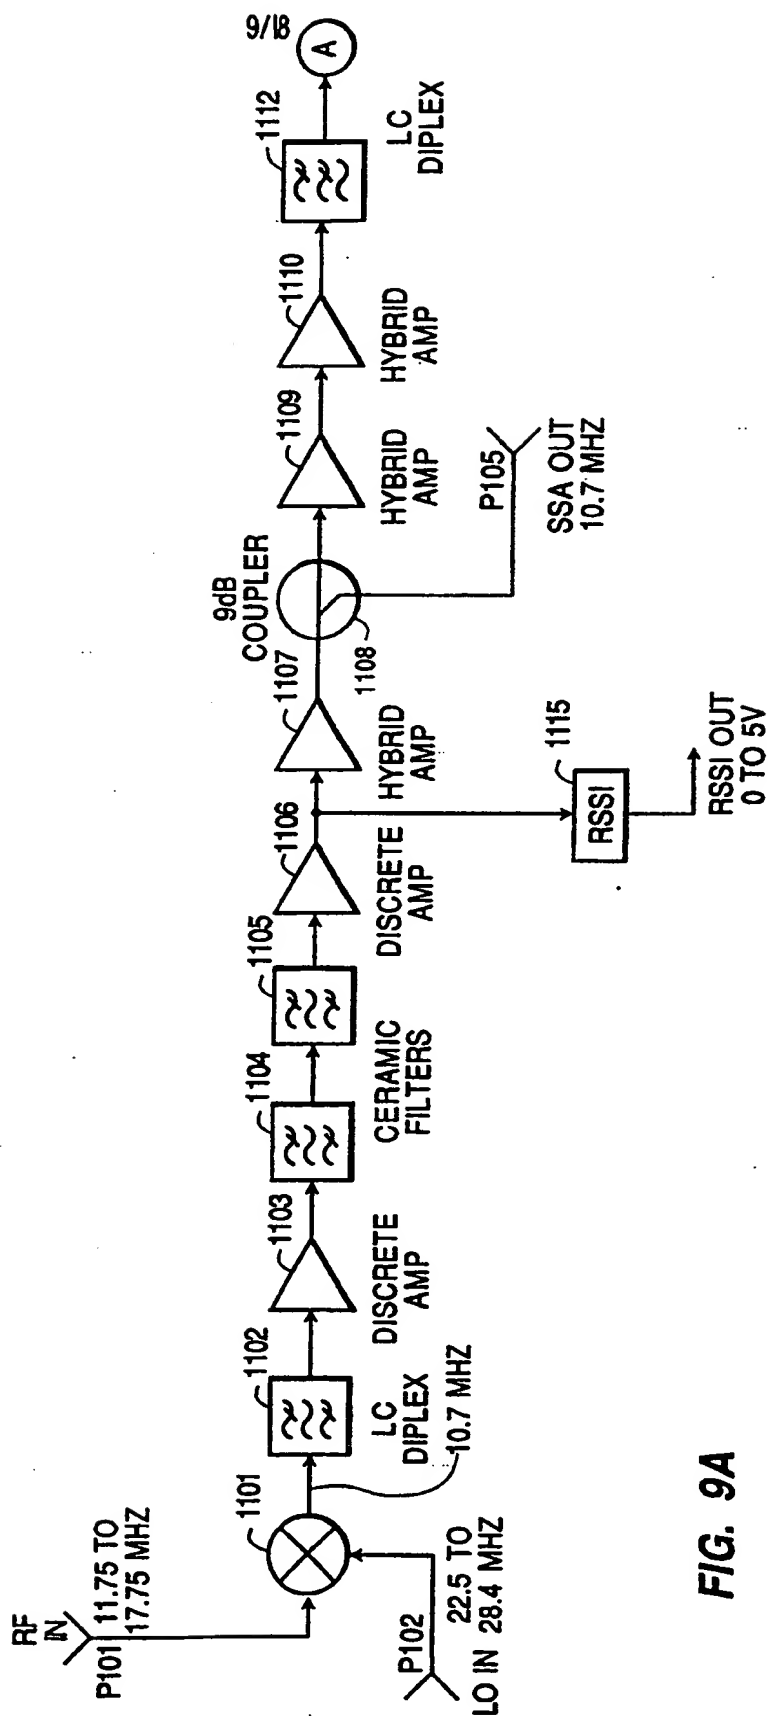 RF
IN
P101
11.75 TO
17.75 MHZ
1101
P102
LO IN
22.5 TO
28.4 MHZ
10.7 MHZ
1102
LC
DIPLEX
1103
DISCRETE
AMP
1104
1105
CERAMIC
FILTERS
1106
DISCRETE
AMP
1115
RSSI
RSSI OUT
0 TO 5V
1107
HYBRID
AMP
9dB
COUPLER
1108
P105
SSA OUT
10.7 MHZ
1109
HYBRID
AMP
1110
HYBRID
AMP
1112
LC
DIPLEX
A
9/18
FIG. 9A